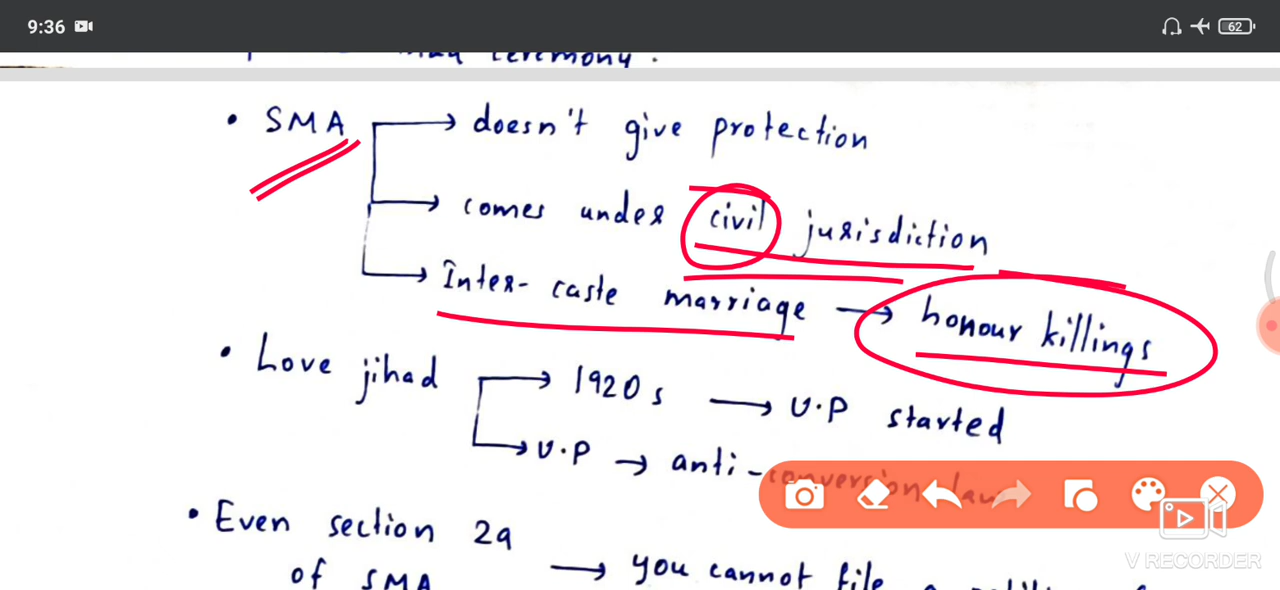 9:36
62
ceremony.
• SMA → doesn't give protection
→ comes under civil jurisdiction
→ Inter-caste marriage → honour killings
• Love jihad → 1920s → U.P started
→ U.P → anti-conversion law
• Even section 29
of SMA → you cannot file a
V RECORDER